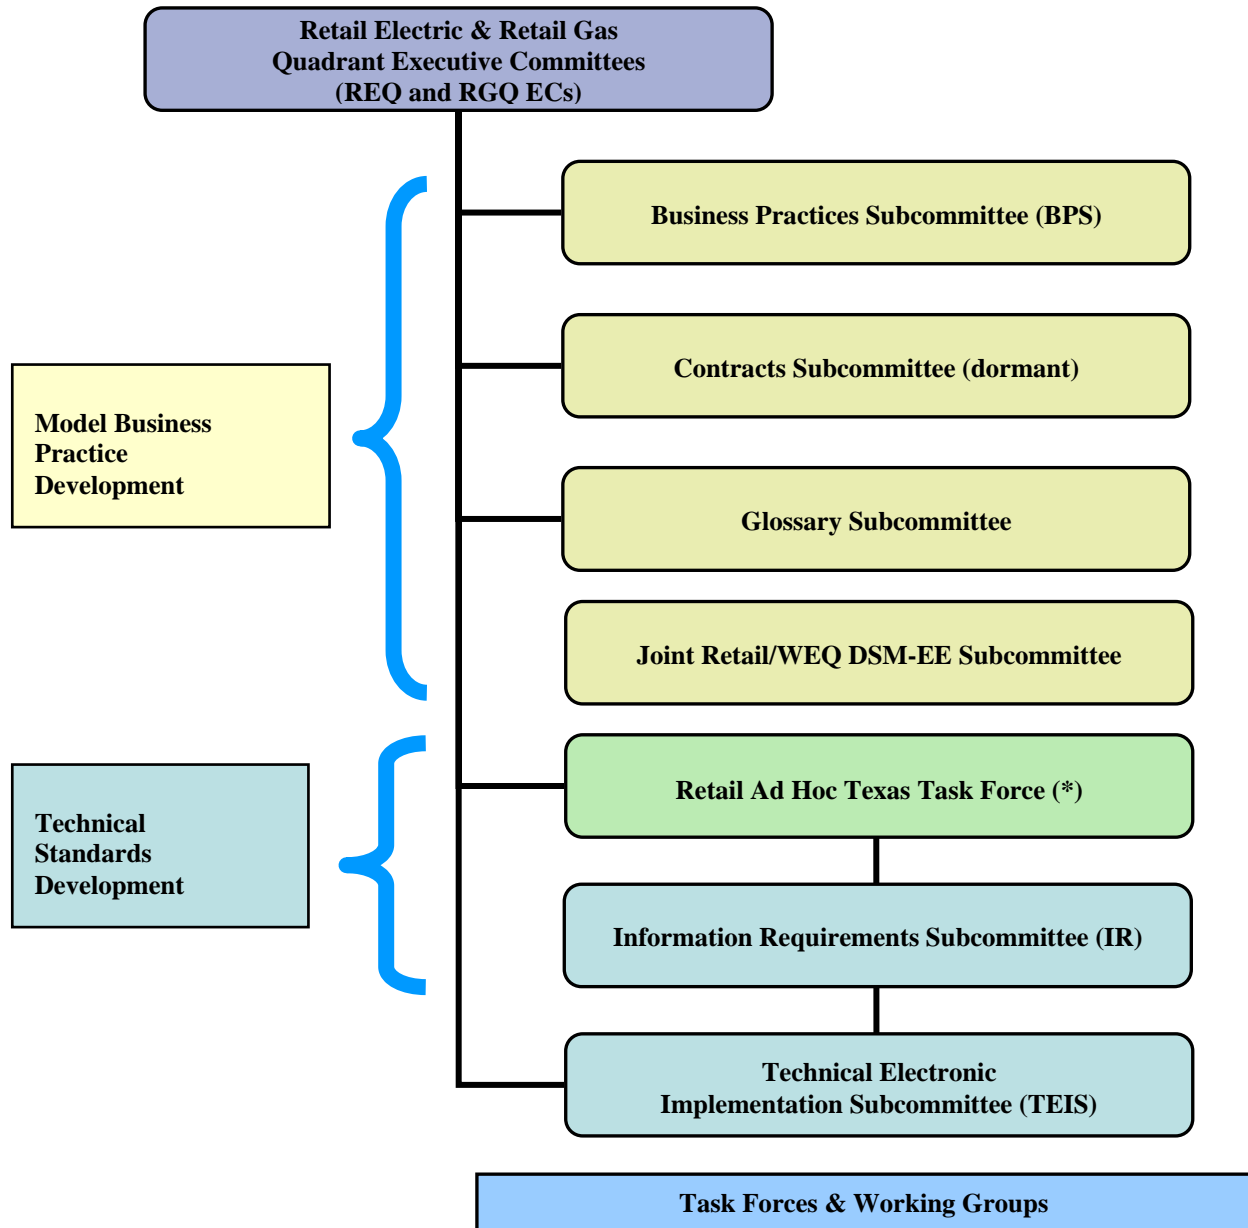 Retail Electric & Retail Gas
Quadrant Executive Committees
(REQ and RGQ ECs)
Business Practices Subcommittee (BPS)
Contracts Subcommittee (dormant)
Model Business
Practice
Development
Glossary Subcommittee
Joint Retail/WEQ DSM-EE Subcommittee
Retail Ad Hoc Texas Task Force (*)
Technical
Standards
Development
Information Requirements Subcommittee (IR)
Technical Electronic
Implementation Subcommittee (TEIS)
Task Forces & Working Groups